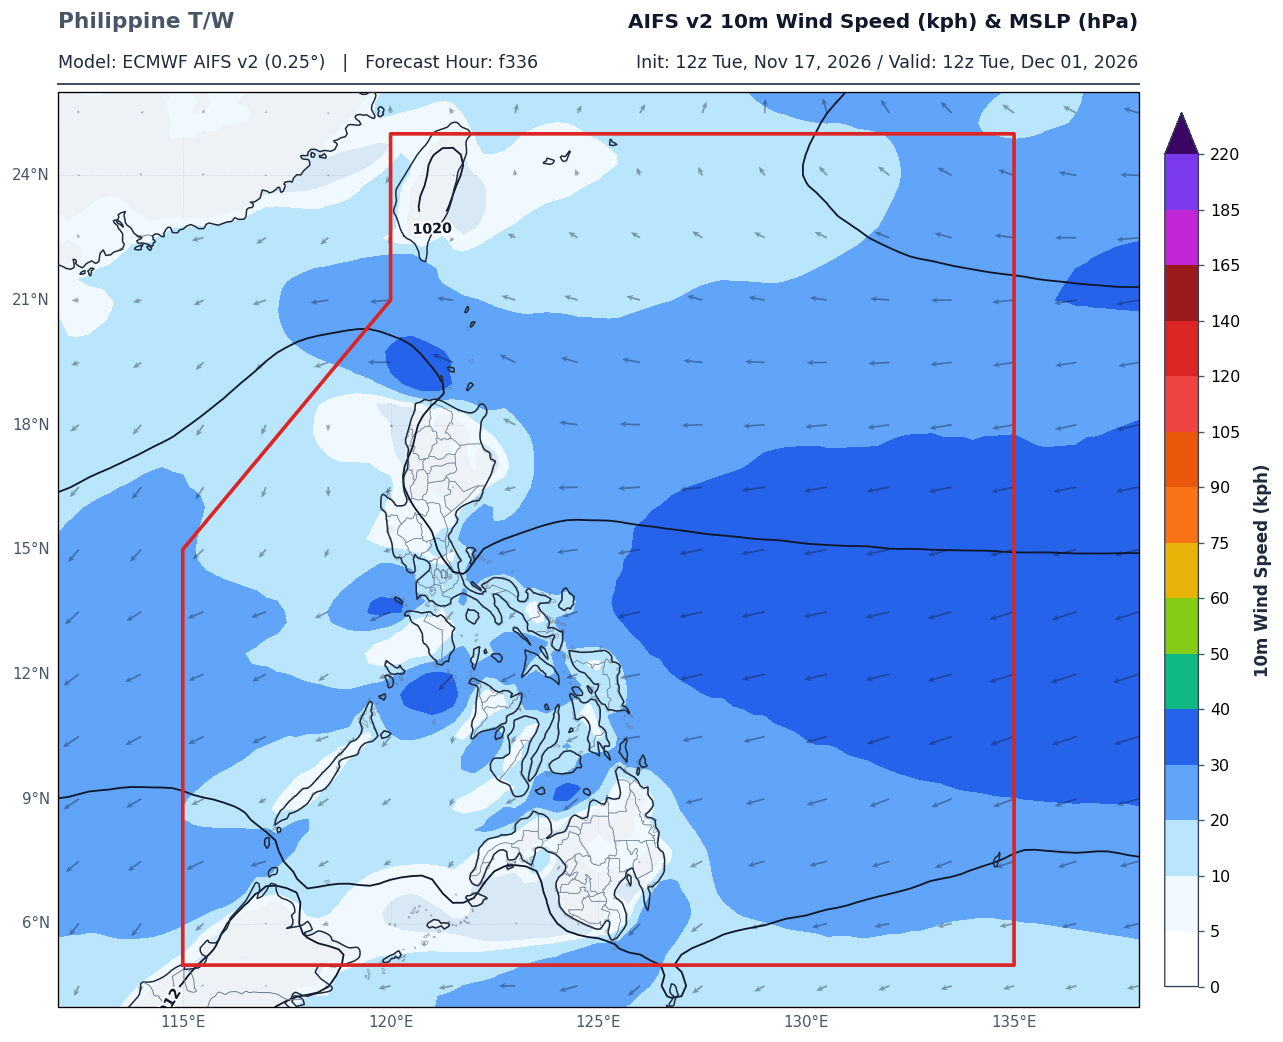 Philippine T/W
AIFS v2 10m Wind Speed (kph) & MSLP (hPa)
Model: ECMWF AIFS v2 (0.25°)   |   Forecast Hour: f336
Init: 12z Tue, Nov 17, 2026 / Valid: 12z Tue, Dec 01, 2026
24°N
21°N
18°N
15°N
12°N
9°N
6°N
1020
115°E
120°E
125°E
130°E
135°E
220
185
165
140
120
105
90
75
60
50
40
30
20
10
5
0
10m Wind Speed (kph)